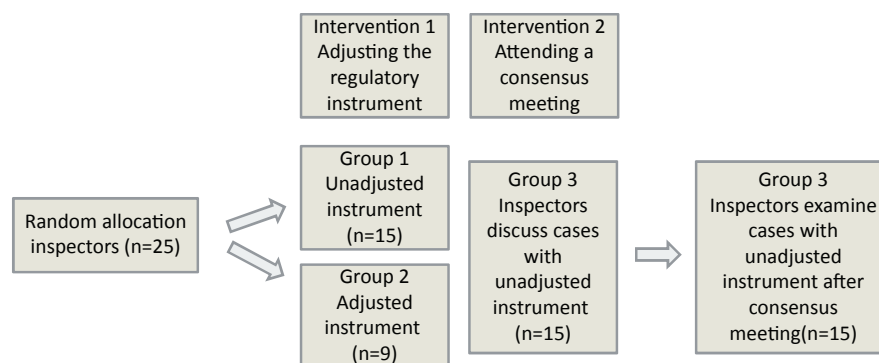 Intervention 1
Adjusting the
regulatory
instrument
Intervention 2
Attending a
consensus
meeting
Random allocation
inspectors (n=25)
Group 1
Unadjusted
instrument
(n=15)
Group 2
Adjusted
instrument
(n=9)
Group 3
Inspectors
discuss cases
with
unadjusted
instrument
(n=15)
Group 3
Inspectors examine
cases with
unadjusted
instrument after
consensus
meeting(n=15)